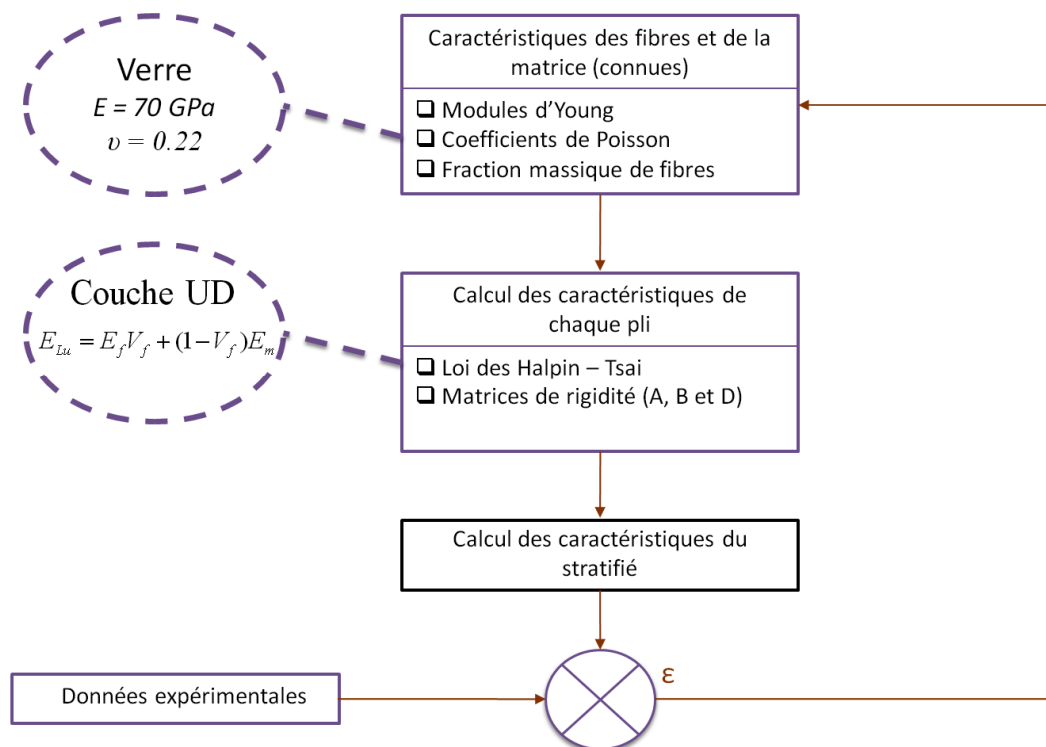 Caractéristiques des fibres et de la
matrice (connues)
Verre
E = 70 GPa
υ = 0.22
❑ Modules d’Young
❑ Coefficients de Poisson
❑ Fraction massique de fibres
Couche UD
E_{Lu} = E_f V_f + (1−V_f)E_m
Calcul des caractéristiques de
chaque pli
❑ Loi des Halpin – Tsai
❑ Matrices de rigidité (A, B et D)
Calcul des caractéristiques du
stratifié
Données expérimentales
ε